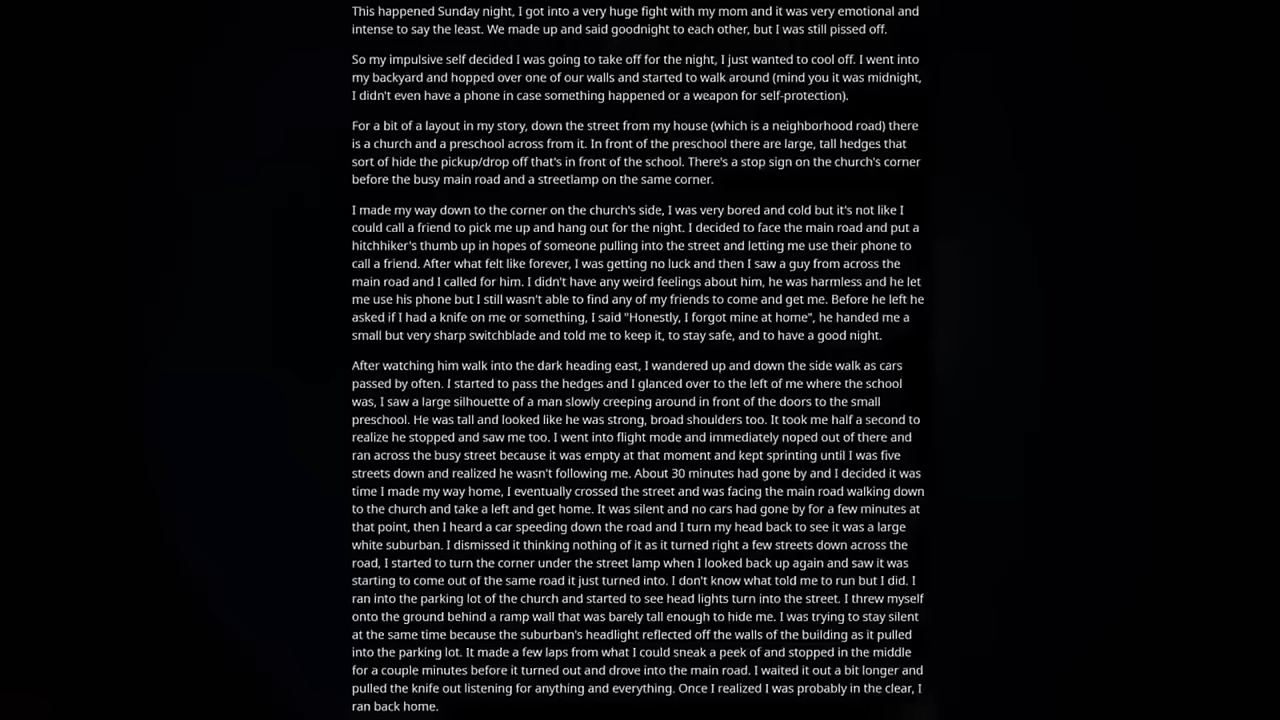 This happened Sunday night, I got into a very huge fight with my mom and it was very emotional and
intense to say the least. We made up and said goodnight to each other, but I was still pissed off.
So my impulsive self decided I was going to take off for the night, I just wanted to cool off. I went into
my backyard and hopped over one of our walls and started to walk around (mind you it was midnight,
I didn't even have a phone in case something happened or a weapon for self-protection).
For a bit of a layout in my story, down the street from my house (which is a neighborhood road) there
is a church and a preschool across from it. In front of the preschool there are large, tall hedges that
sort of hide the pickup/drop off that's in front of the school. There's a stop sign on the church's corner
before the busy main road and a streetlamp on the same corner.
I made my way down to the corner on the church's side, I was very bored and cold but it's not like I
could call a friend to pick me up and hang out for the night. I decided to face the main road and put a
hitchhiker's thumb up in hopes of someone pulling into the street and letting me use their phone to
call a friend. After what felt like forever, I was getting no luck and then I saw a guy from across the
main road and I called for him. I didn't have any weird feelings about him, he was harmless and he let
me use his phone but I still wasn't able to find any of my friends to come and get me. Before he left he
asked if I had a knife on me or something, I said "Honestly, I forgot mine at home", he handed me a
small but very sharp switchblade and told me to keep it, to stay safe, and to have a good night.
After watching him walk into the dark heading east, I wandered up and down the side walk as cars
passed by often. I started to pass the hedges and I glanced over to the left of me where the school
was, I saw a large silhouette of a man slowly creeping around in front of the doors to the small
preschool. He was tall and looked like he was strong, broad shoulders too. It took me half a second to
realize he stopped and saw me too. I went into flight mode and immediately noped out of there and
ran across the busy street because it was empty at that moment and kept sprinting until I was five
streets down and realized he wasn't following me. About 30 minutes had gone by and I decided it was
time I made my way home, I eventually crossed the street and was facing the main road walking down
to the church and take a left and get home. It was silent and no cars had gone by for a few minutes at
that point, then I heard a car speeding down the road and I turn my head back to see it was a large
white suburban. I dismissed it thinking nothing of it as it turned right a few streets down across the
road, I started to turn the corner under the street lamp when I looked back up again and saw it was
starting to come out of the same road it just turned into. I don't know what told me to run but I did. I
ran into the parking lot of the church and started to see head lights turn into the street. I threw myself
onto the ground behind a ramp wall that was barely tall enough to hide me. I was trying to stay silent
at the same time because the suburban's headlight reflected off the walls of the building as it pulled
into the parking lot. It made a few laps from what I could sneak a peek of and stopped in the middle
for a couple minutes before it turned out and drove into the main road. I waited it out a bit longer and
pulled the knife out listening for anything and everything. Once I realized I was probably in the clear, I
ran back home.